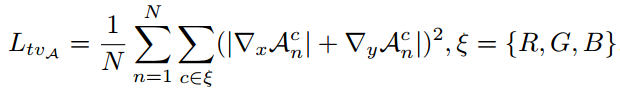 $L_{tv_{\mathcal{A}}} = \frac{1}{N} \sum_{n=1}^{N} \sum_{c \in \xi} (|\nabla_x \mathcal{A}_n^c| + \nabla_y \mathcal{A}_n^c|)^2, \xi = \{R, G, B\}$